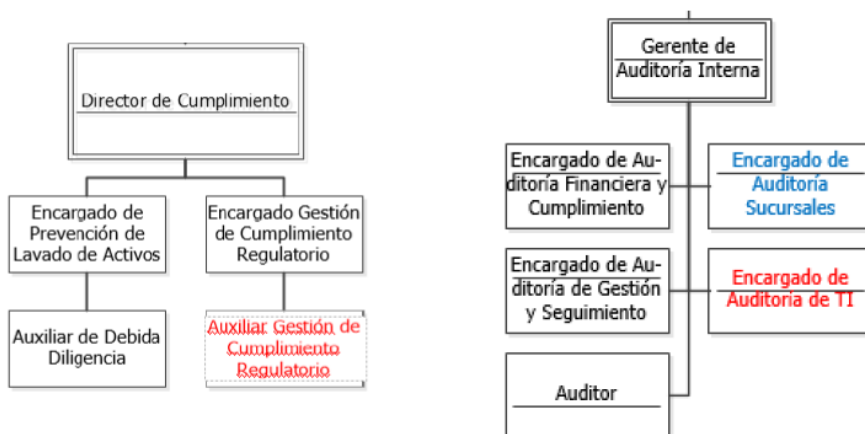 Director de Cumplimiento
Encargado de
Prevención de
Lavado de Activos
Encargado Gestión
de Cumplimiento
Regulatorio
Auxiliar de Debida
Diligencia
Auxiliar Gestión de
Cumplimiento
Regulatorio
Gerente de
Auditoría Interna
Encargado de Au-
ditoría Financiera y
Cumplimiento
Encargado de
Auditoría
Sucursales
Encargado de Au-
ditoría de Gestión
y Seguimiento
Encargado de
Auditoria de TI
Auditor